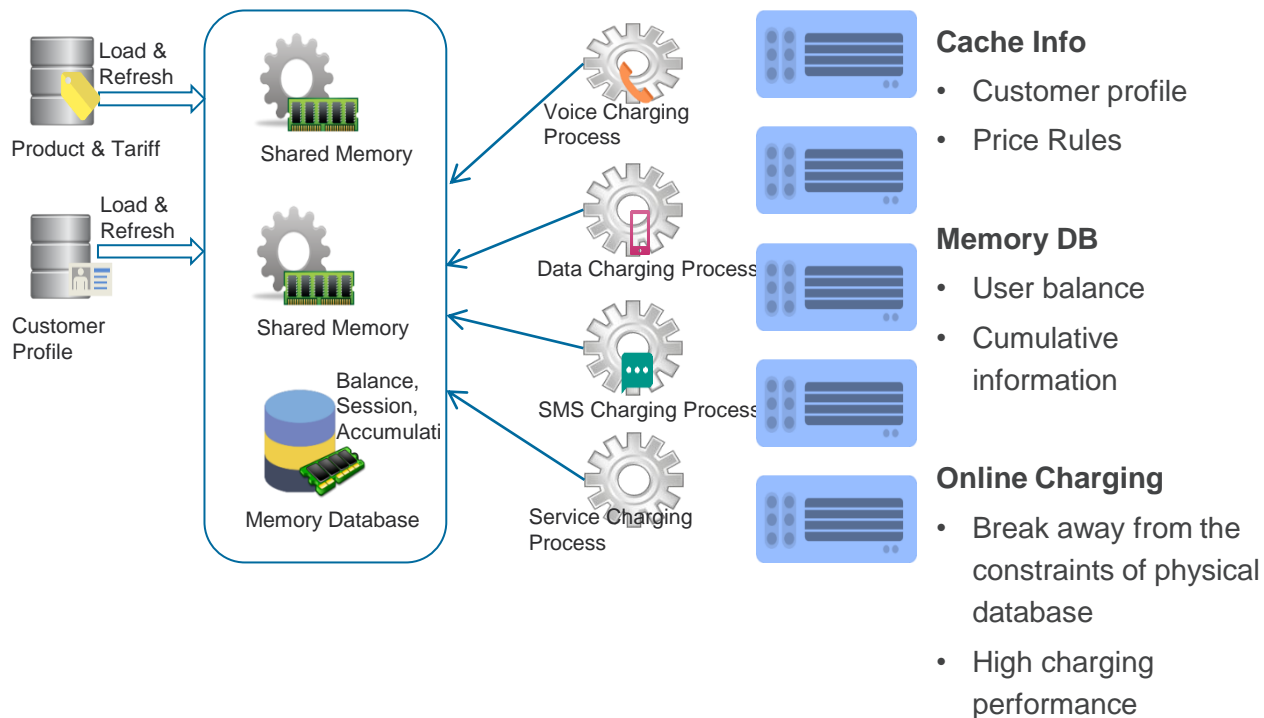 Load &
Refresh
Product & Tariff
Load &
Refresh
Customer
Profile
Shared Memory
Shared Memory
Balance,
Session,
Accumulati
Memory Database
Voice Charging
Process
Data Charging Process
SMS Charging Process
Service Charging
Process
Cache Info
• Customer profile
• Price Rules
Memory DB
• User balance
• Cumulative
information
Online Charging
• Break away from the
constraints of physical
database
• High charging
performance